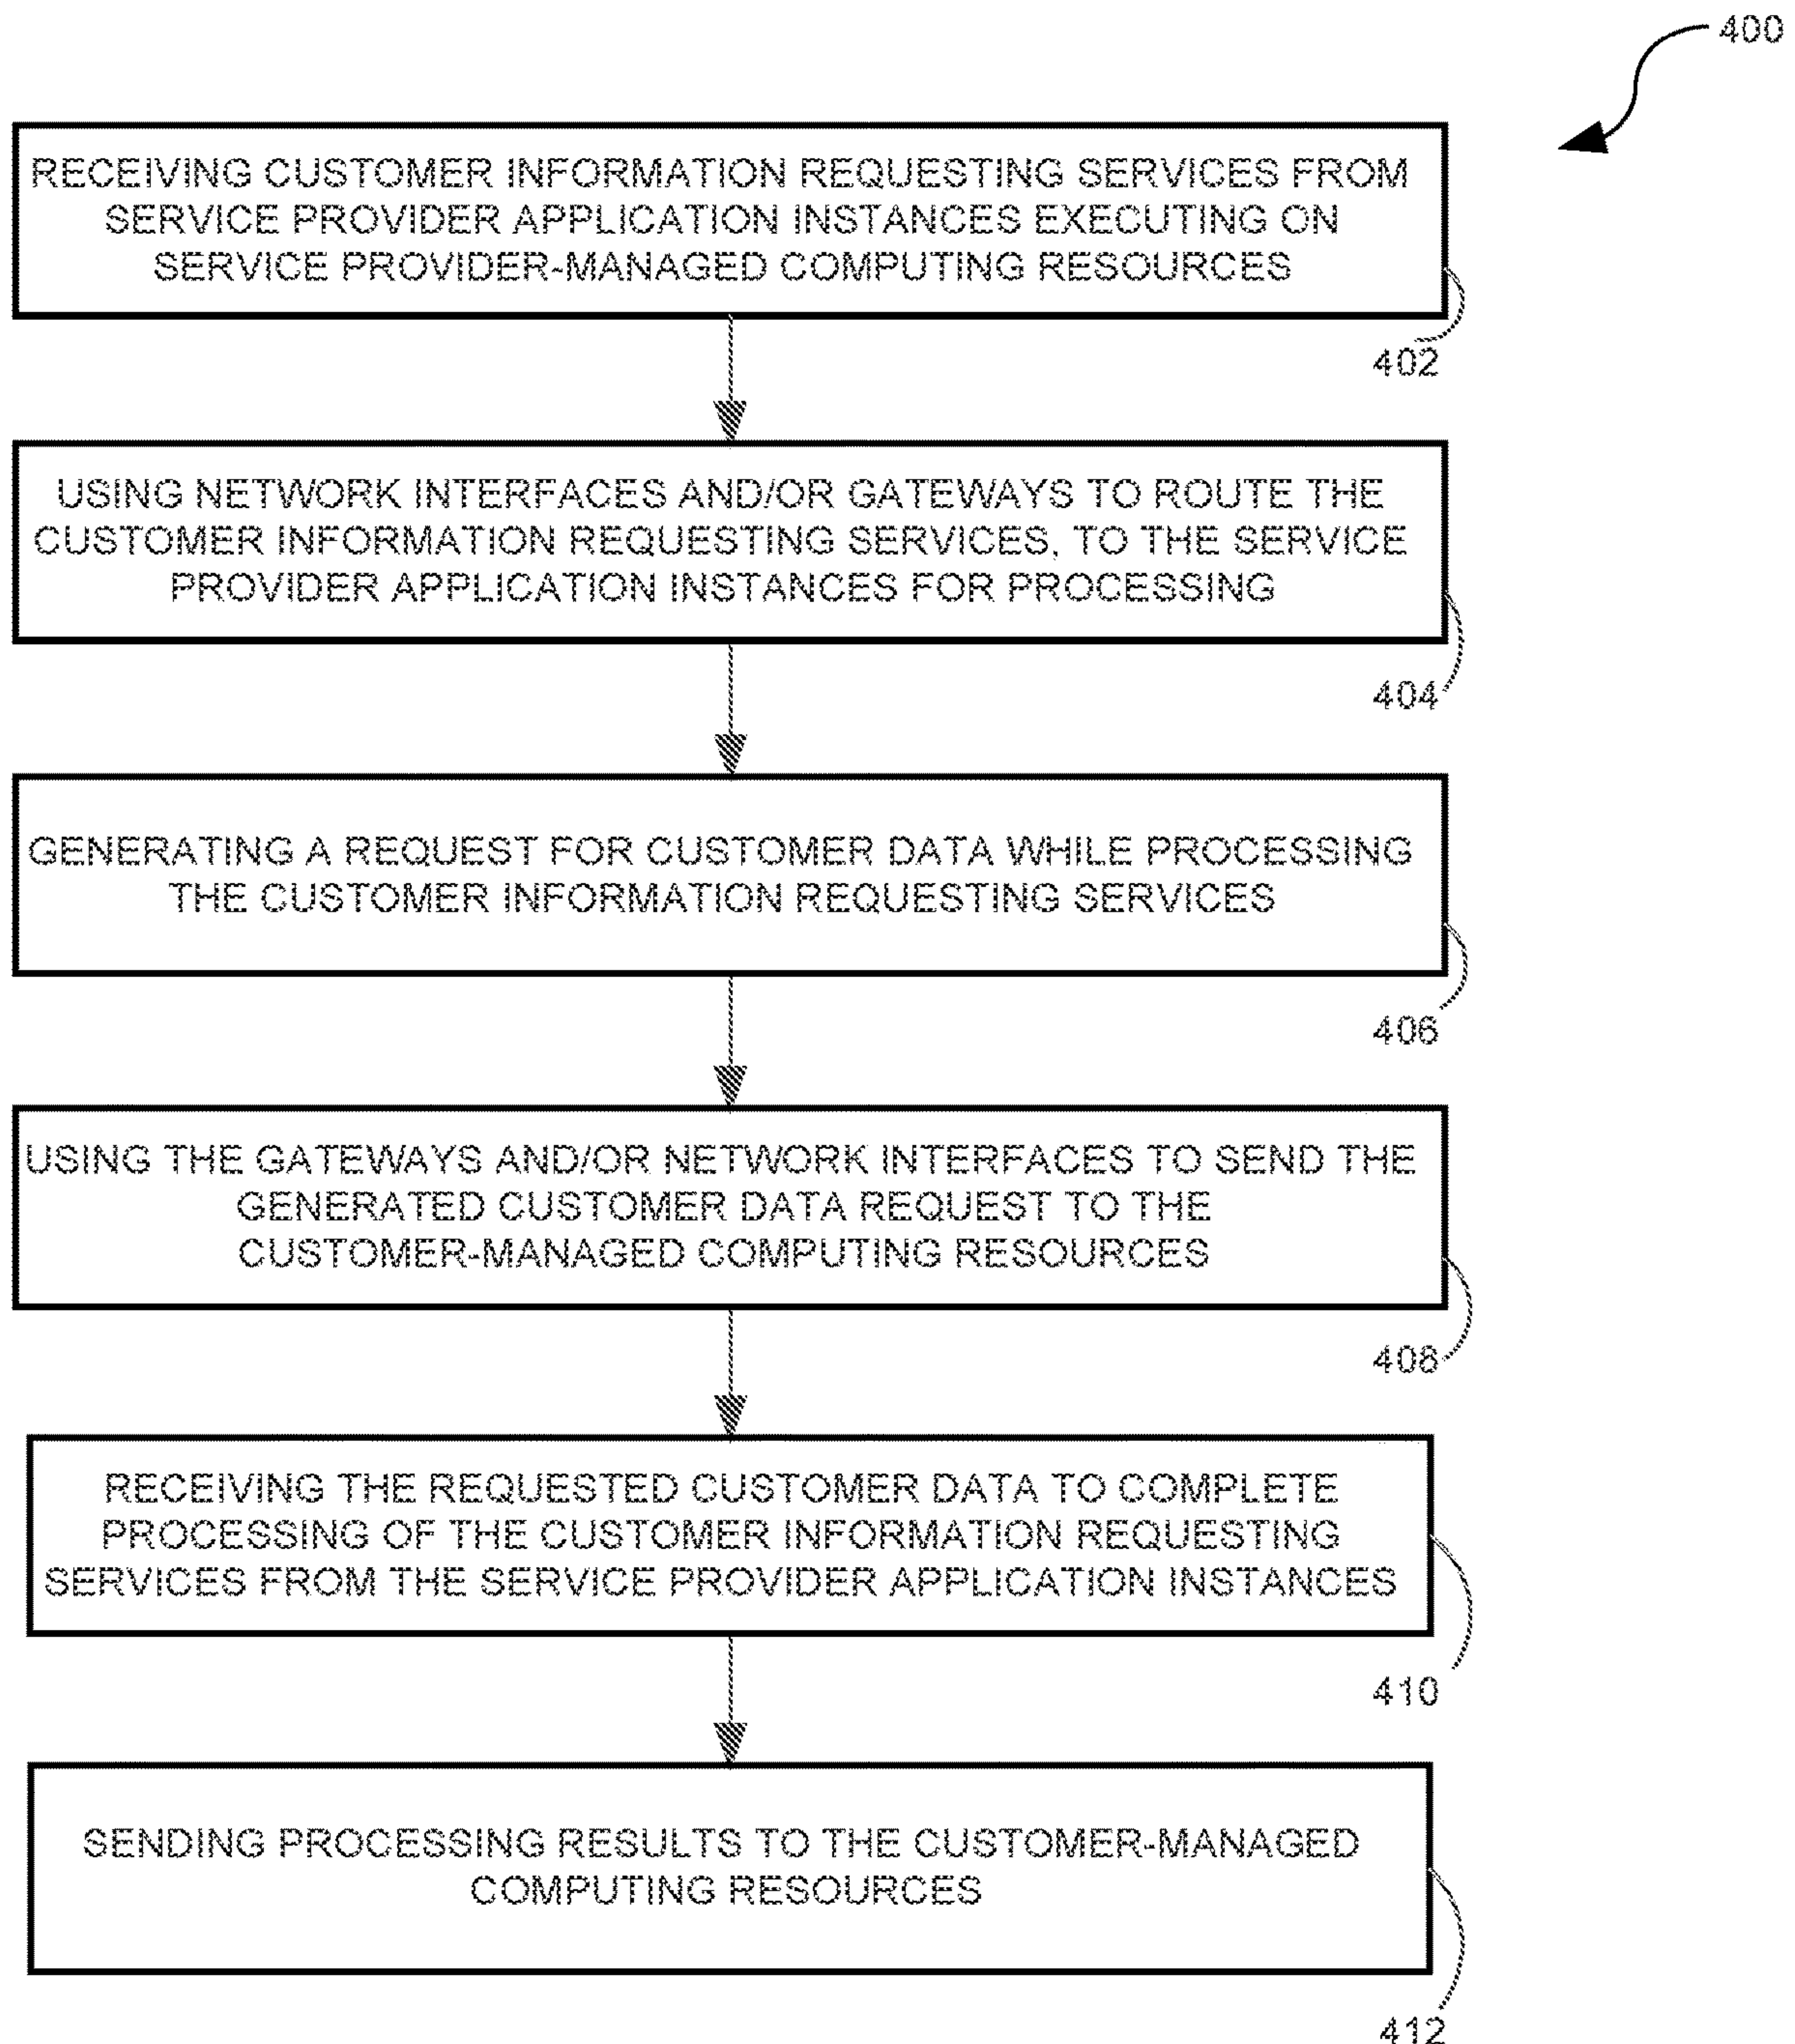 400
RECEIVING CUSTOMER INFORMATION REQUESTING SERVICES FROM
SERVICE PROVIDER APPLICATION INSTANCES EXECUTING ON
SERVICE PROVIDER-MANAGED COMPUTING RESOURCES
402
USING NETWORK INTERFACES AND/OR GATEWAYS TO ROUTE THE
CUSTOMER INFORMATION REQUESTING SERVICES, TO THE SERVICE
PROVIDER APPLICATION INSTANCES FOR PROCESSING
404
GENERATING A REQUEST FOR CUSTOMER DATA WHILE PROCESSING
THE CUSTOMER INFORMATION REQUESTING SERVICES
406
USING THE GATEWAYS AND/OR NETWORK INTERFACES TO SEND THE
GENERATED CUSTOMER DATA REQUEST TO THE
CUSTOMER-MANAGED COMPUTING RESOURCES
408
RECEIVING THE REQUESTED CUSTOMER DATA TO COMPLETE
PROCESSING OF THE CUSTOMER INFORMATION REQUESTING
SERVICES FROM THE SERVICE PROVIDER APPLICATION INSTANCES
410
SENDING PROCESSING RESULTS TO THE CUSTOMER-MANAGED
COMPUTING RESOURCES
412